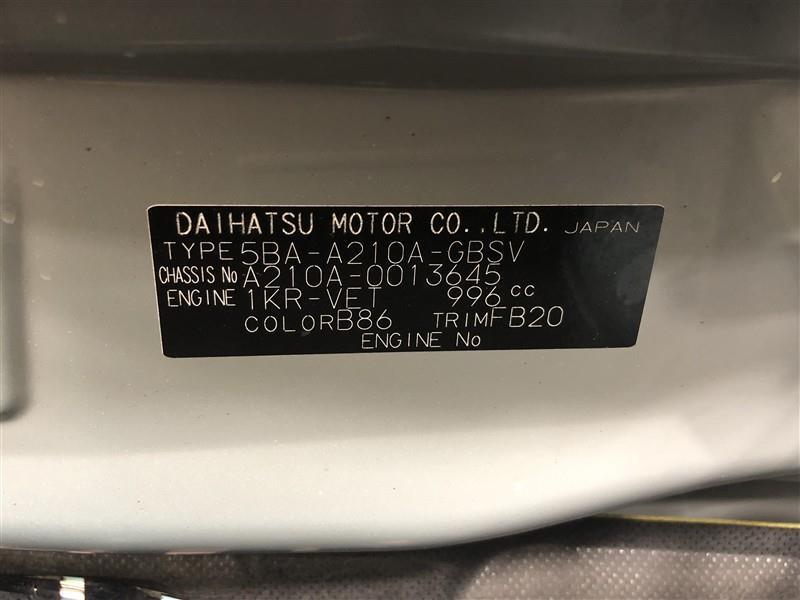 DAIHATSU MOTOR CO.,LTD. JAPAN
TYPE 5BA-A210A-GBSV
CHASSIS No A210A-0013645
ENGINE 1KR-VET 996 cc
COLOR B86 TRIM FB20
ENGINE No